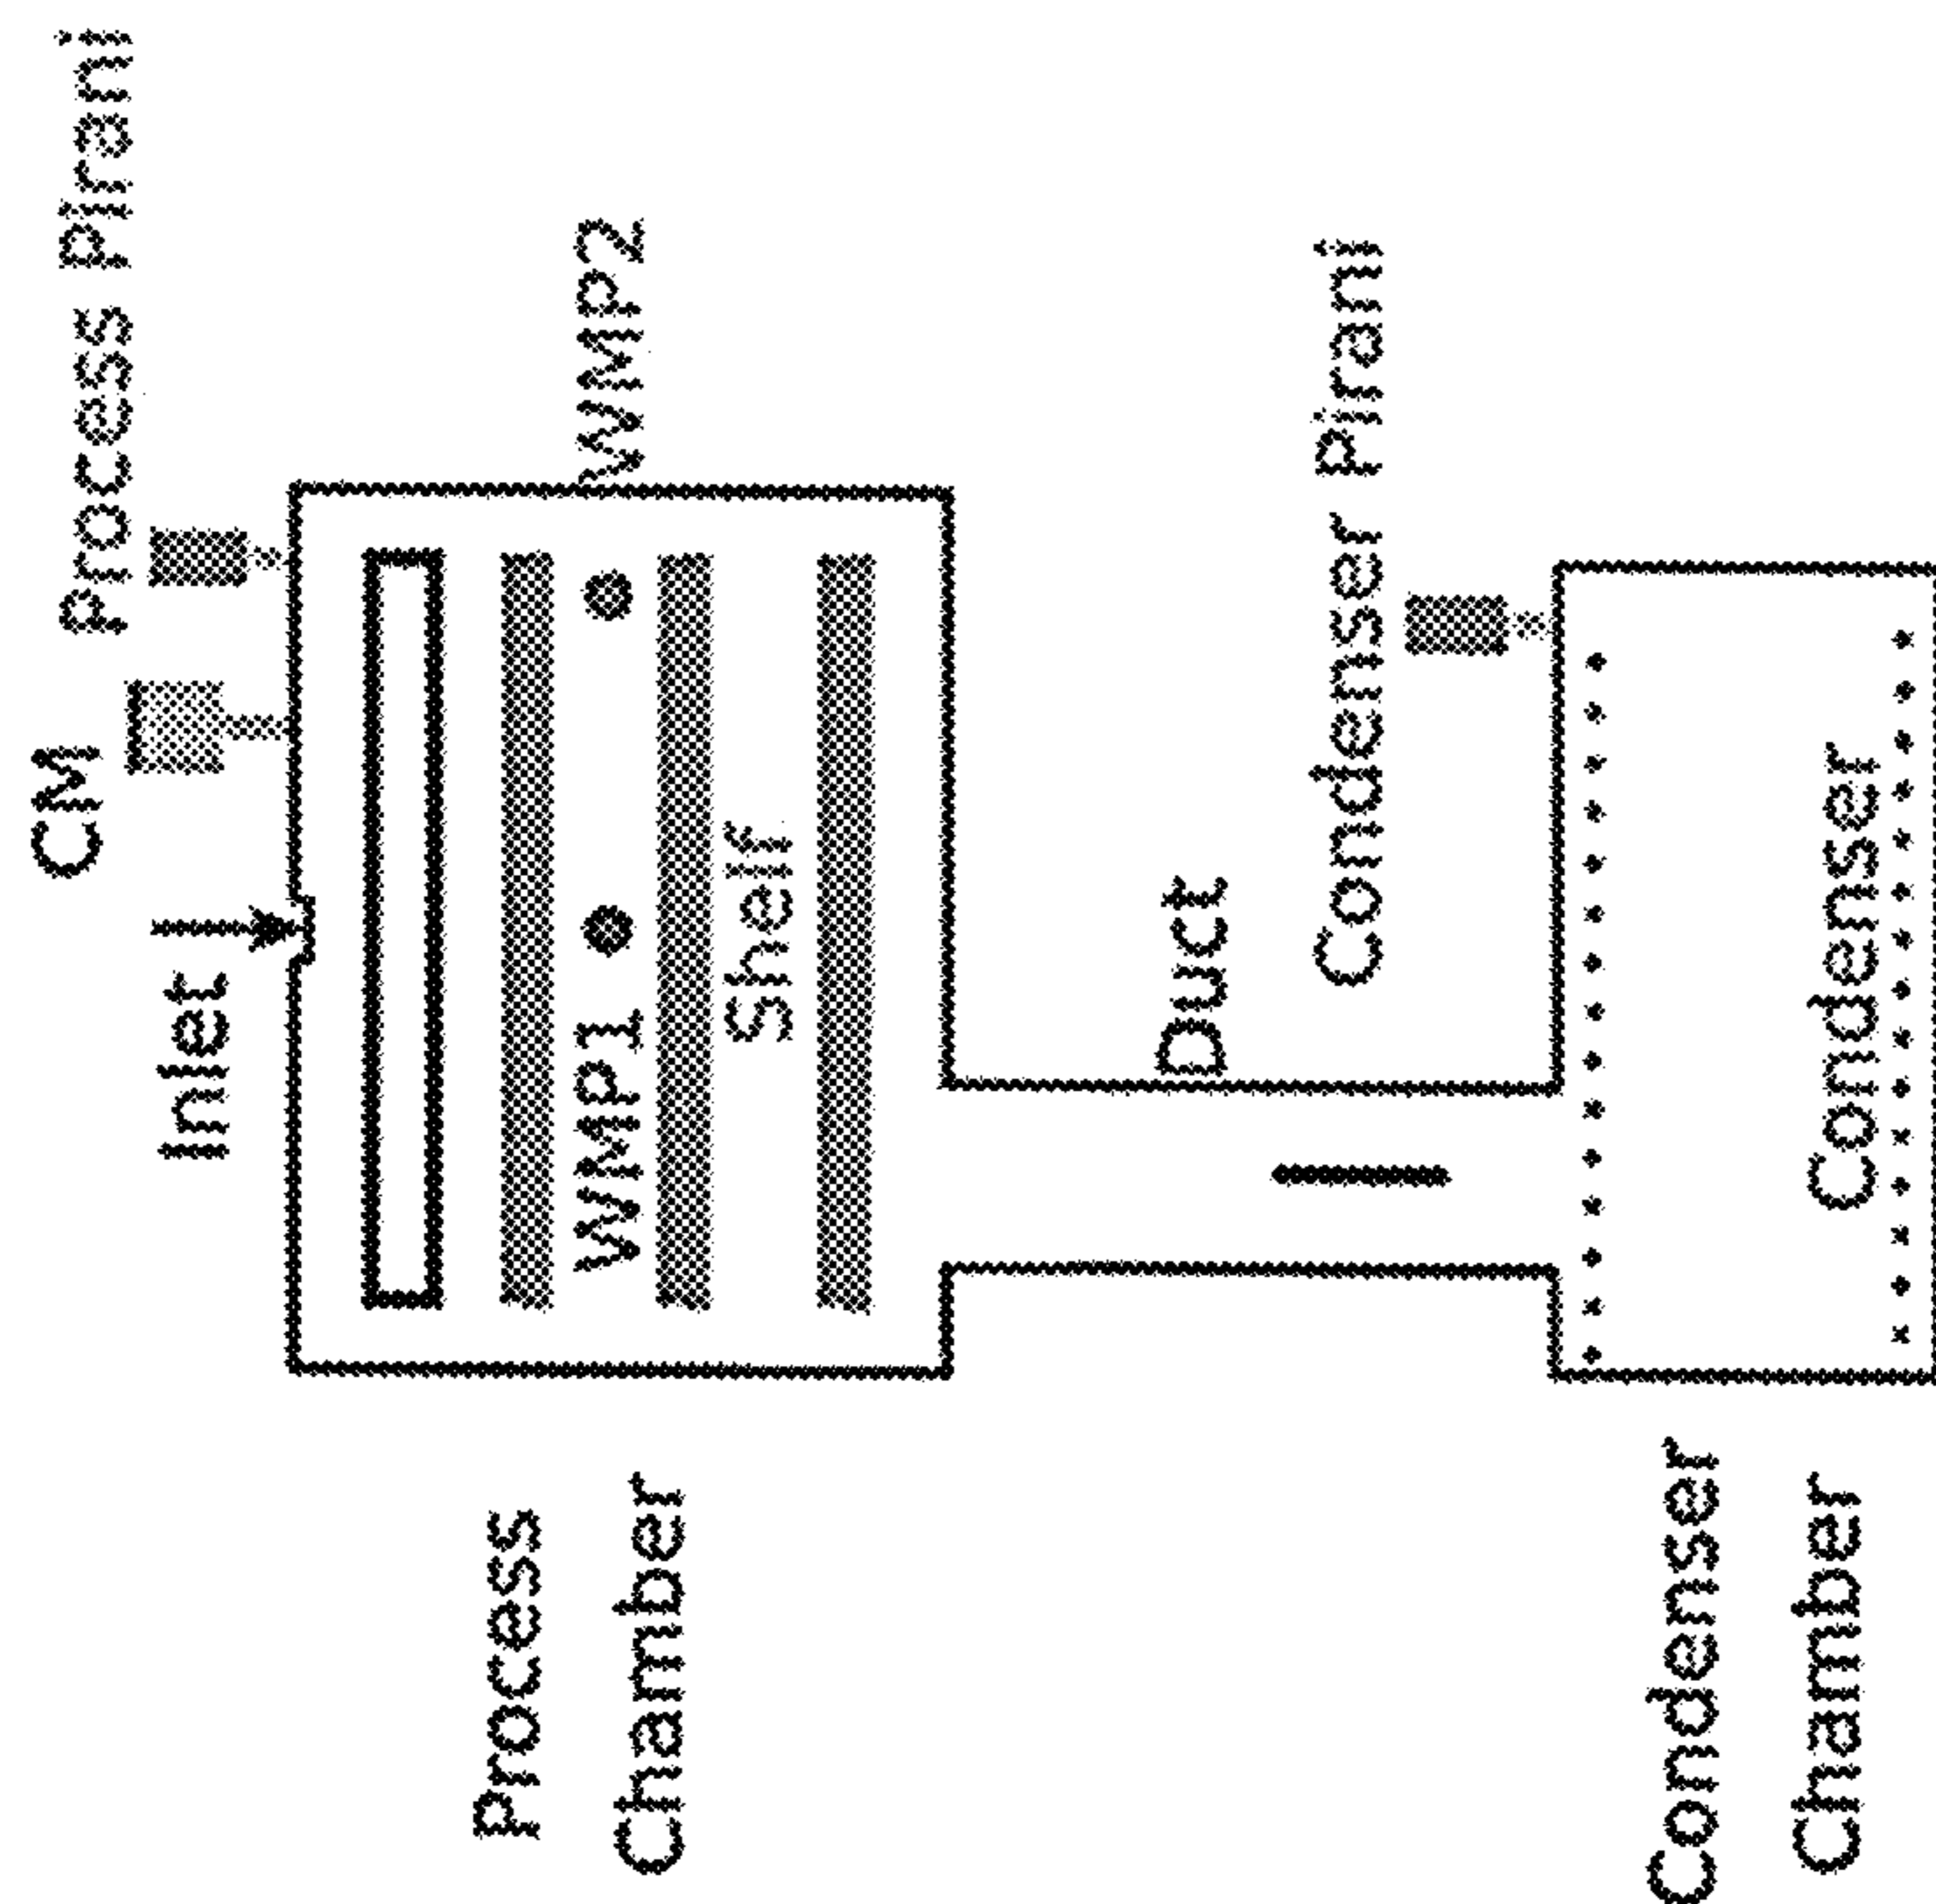 CM
Process Pirani
Inlet
WMP1
WMP2
Shelf
Process
Chamber
Duct
Condenser Pirani
Condenser
Condenser
Chamber